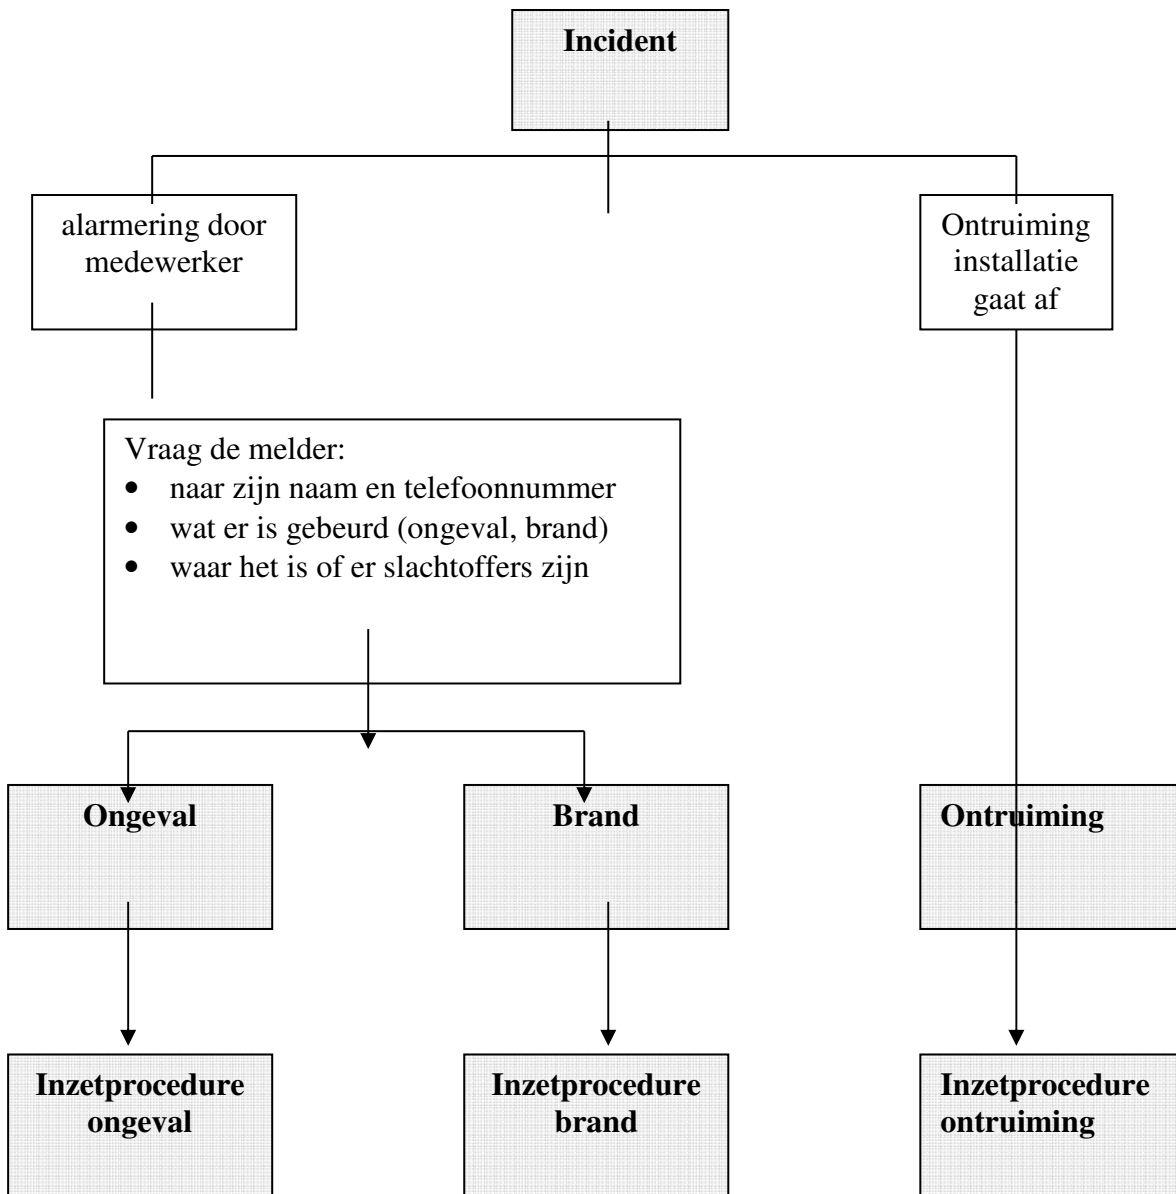 Incident
alarmering door
medewerker
Ontruiming
installatie
gaat af
Vraag de melder:
• naar zijn naam en telefoonnummer
• wat er is gebeurd (ongeval, brand)
• waar het is of er slachtoffers zijn
Ongeval
Brand
Ontruiming
Inzetprocedure
ongeval
Inzetprocedure
brand
Inzetprocedure
ontruiming